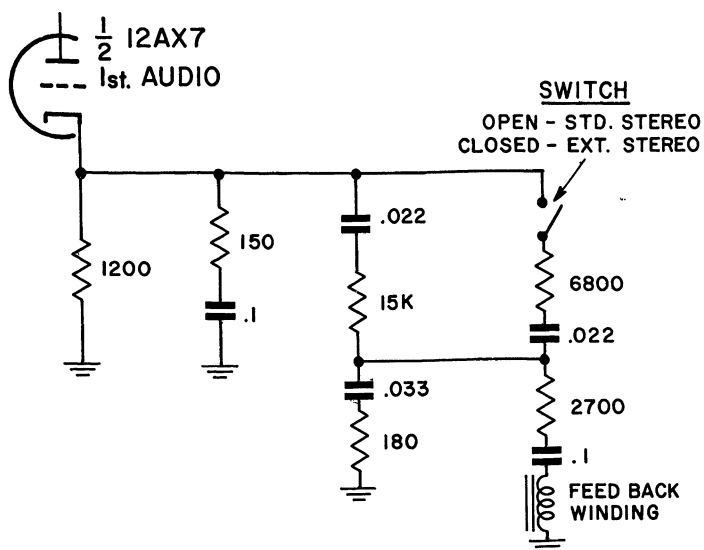 1/2 12AX7
1st. AUDIO
SWITCH
OPEN - STD. STEREO
CLOSED - EXT. STEREO
1200
150
.1
.022
15K
6800
.022
.033
180
2700
.1
FEED BACK
WINDING